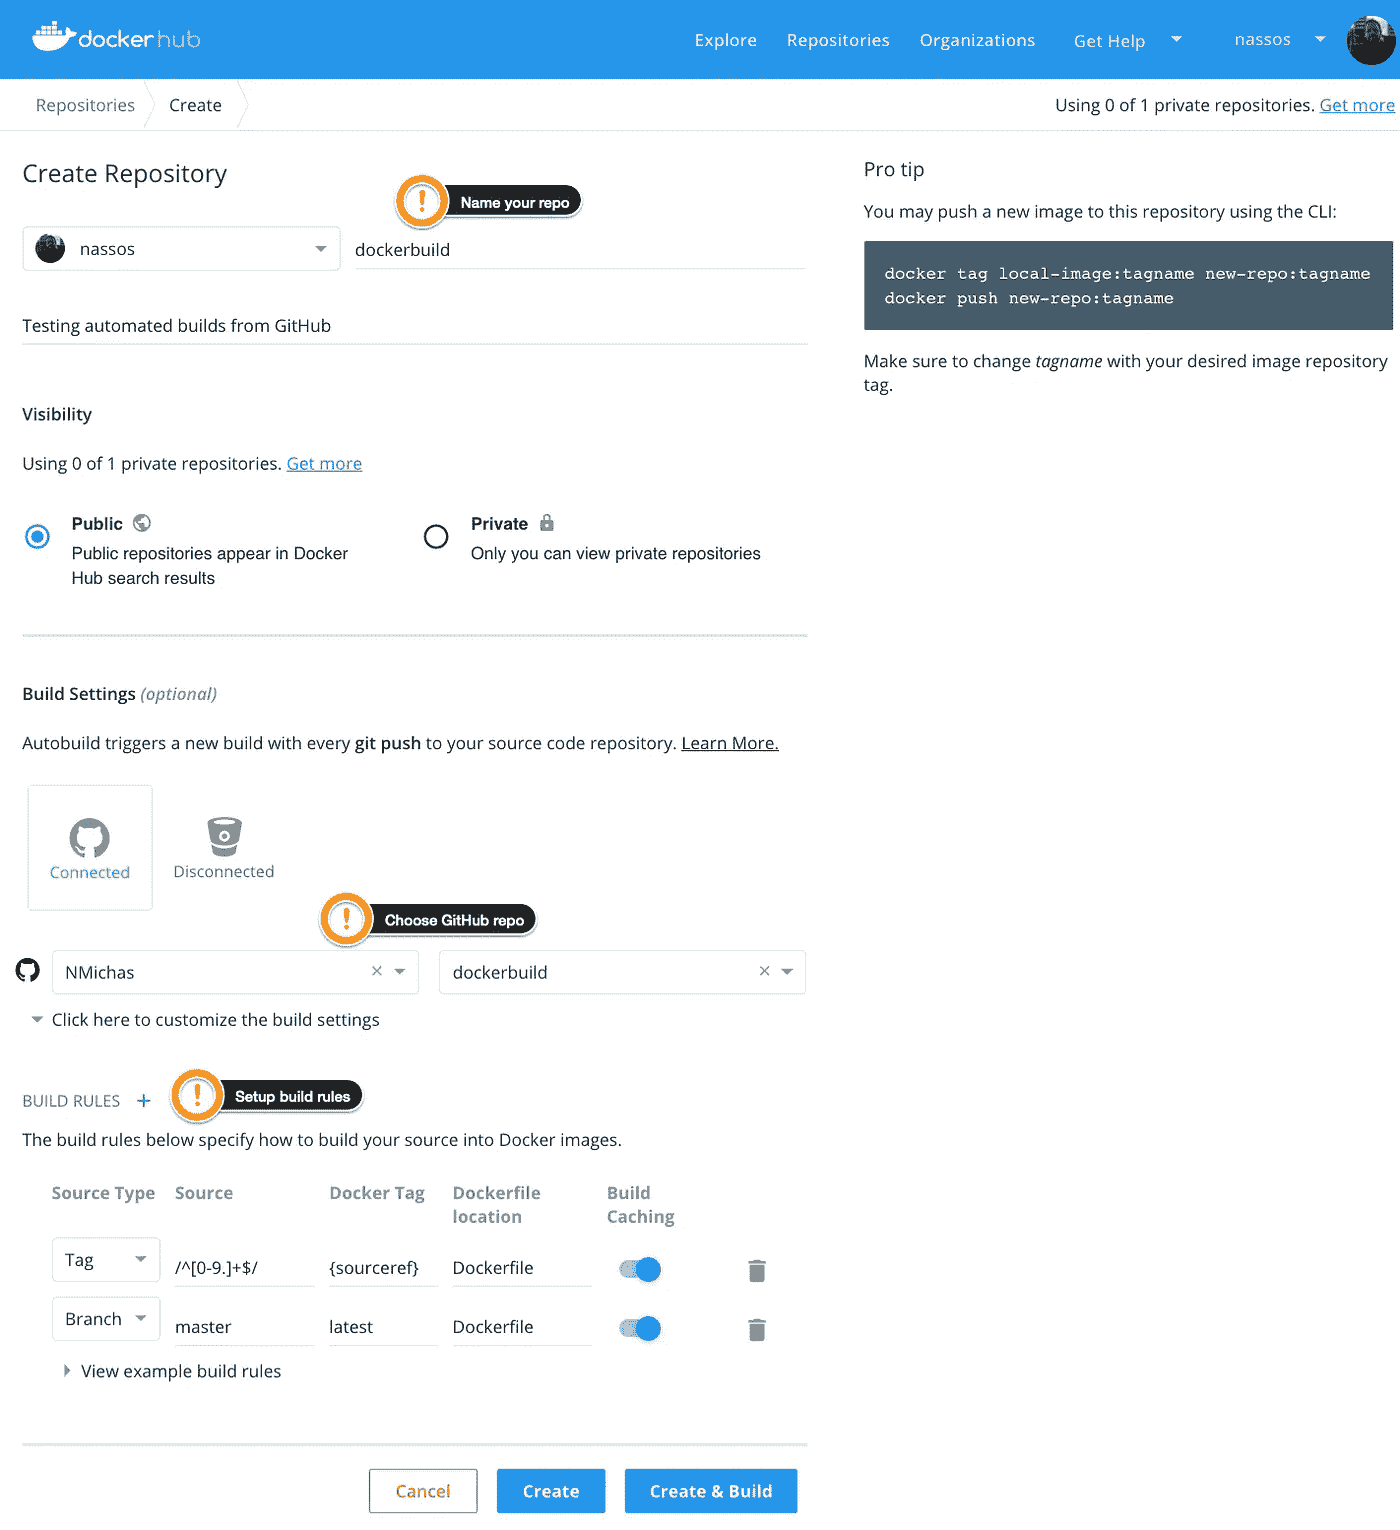 docker hub
Explore Repositories Organizations Get Help nassos
Repositories Create
Using 0 of 1 private repositories. Get more
Create Repository
Name your repo
nassos
dockerbuild
Testing automated builds from GitHub
Pro tip
You may push a new image to this repository using the CLI:
docker tag local-image:tagname new-repo:tagname
docker push new-repo:tagname
Make sure to change tagname with your desired image repository
tag.
Visibility
Using 0 of 1 private repositories. Get more
Public
Public repositories appear in Docker
Hub search results
Private
Only you can view private repositories
Build Settings (optional)
Autobuild triggers a new build with every git push to your source code repository. Learn More.
Connected
Disconnected
Choose GitHub repo
NMichas
dockerbuild
Click here to customize the build settings
BUILD RULES +
Setup build rules
The build rules below specify how to build your source into Docker images.
Source Type Source Docker Tag Dockerfile location Build Caching
Tag /^[0-9.]+$/ {sourceref} Dockerfile
Branch master latest Dockerfile
View example build rules
Cancel Create Create & Build